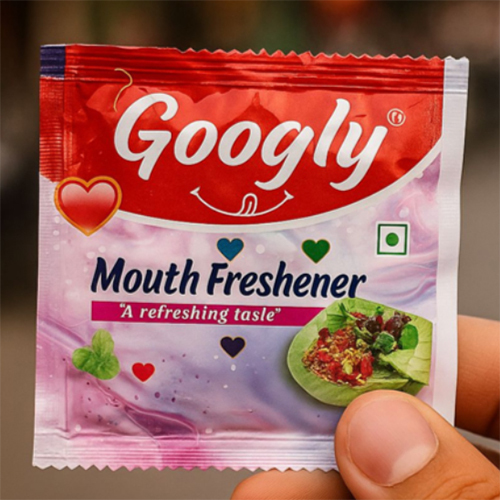 Googly
Mouth Freshener
"A refreshing tasle"